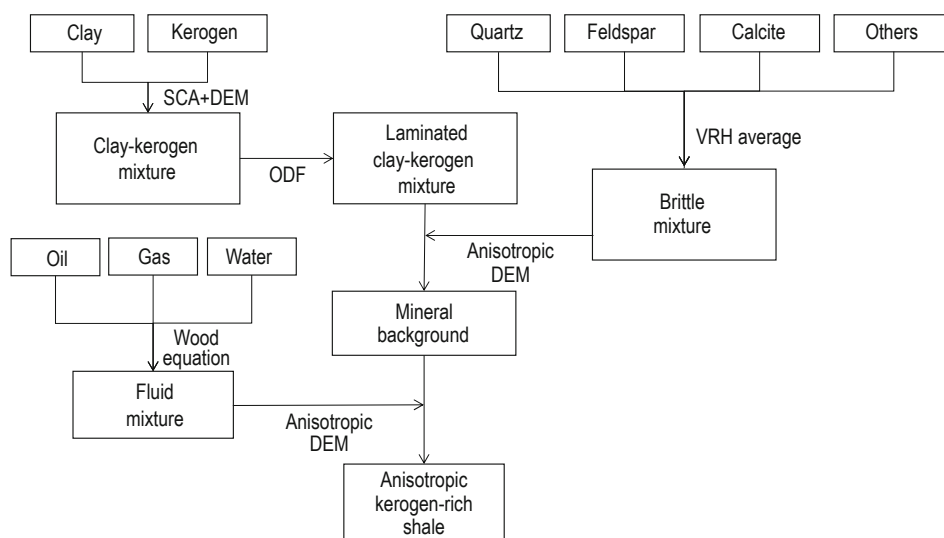 Clay
Kerogen
Quartz
Feldspar
Calcite
Others
SCA+DEM
VRH average
Clay-kerogen
mixture
ODF
Laminated
clay-kerogen
mixture
Brittle
mixture
Anisotropic
DEM
Oil
Gas
Water
Wood
equation
Mineral
background
Fluid
mixture
Anisotropic
DEM
Anisotropic
kerogen-rich
shale